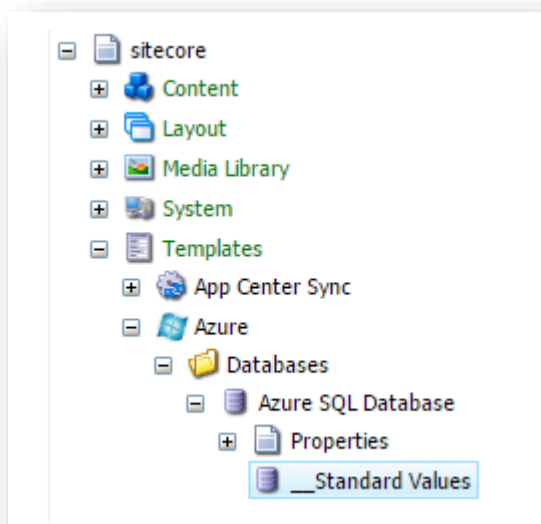 sitecore
Content
Layout
Media Library
System
Templates
App Center Sync
Azure
Databases
Azure SQL Database
Properties
__Standard Values